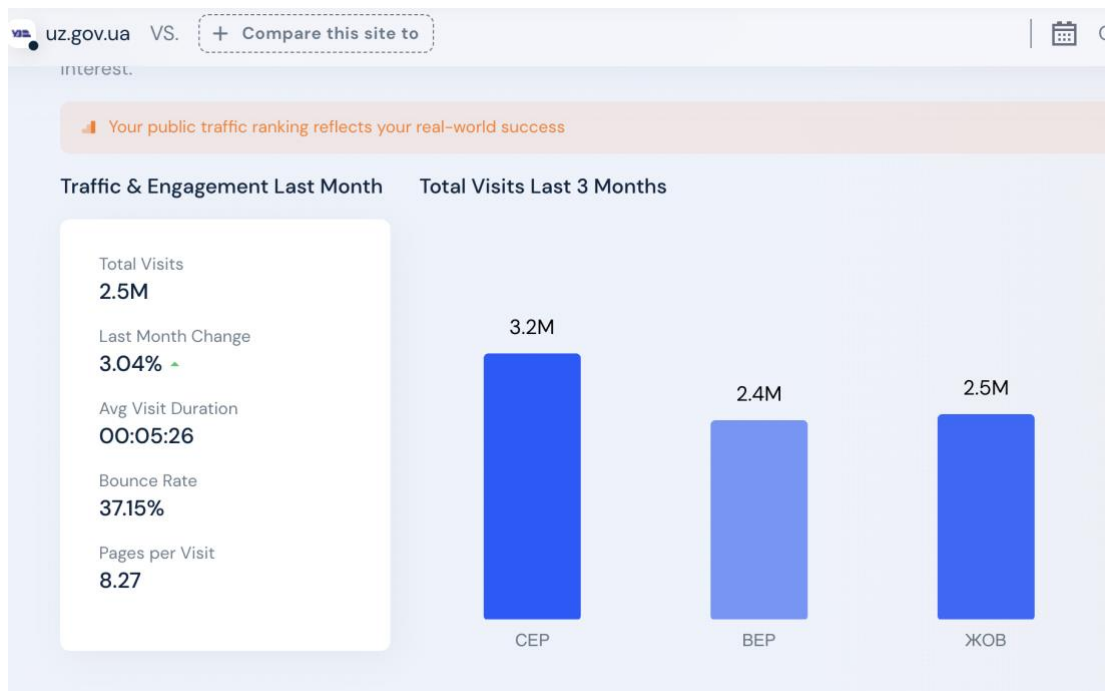 uz.gov.ua VS. + Compare this site to
interest.
Your public traffic ranking reflects your real-world success
Traffic & Engagement Last Month
Total Visits
2.5M
Last Month Change
3.04%
Avg Visit Duration
00:05:26
Bounce Rate
37.15%
Pages per Visit
8.27
Total Visits Last 3 Months
3.2M
2.4M
2.5M
СЕР
ВЕР
ЖОВ